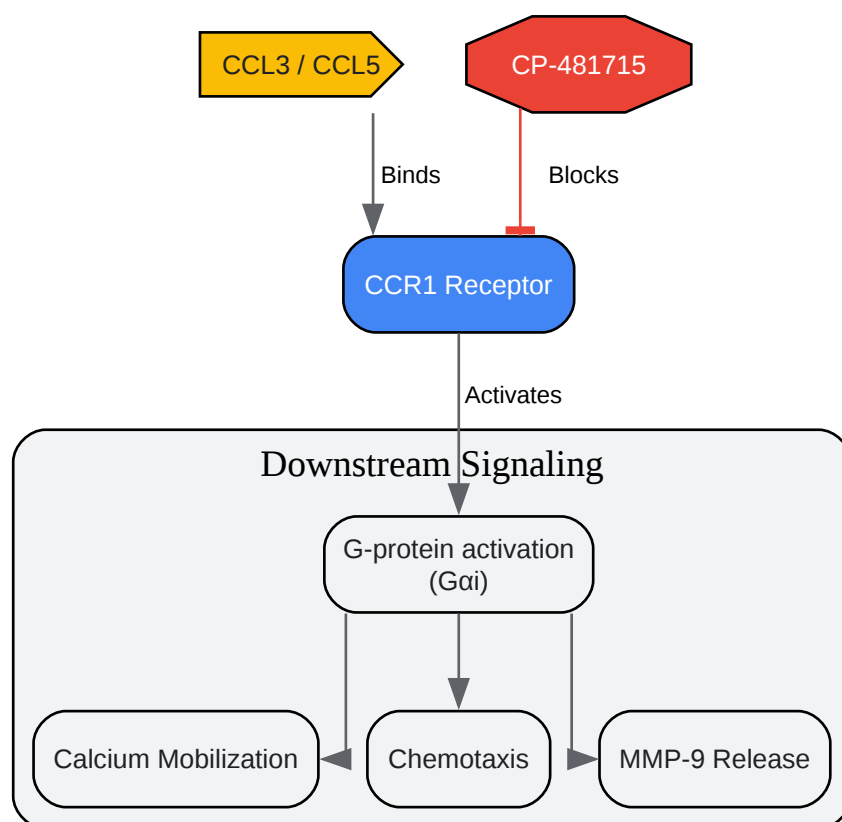 CCL3 / CCL5
CP-481715
Binds
Blocks
CCR1 Receptor
Activates
Downstream Signaling
G-protein activation
(Gαi)
Calcium Mobilization
Chemotaxis
MMP-9 Release